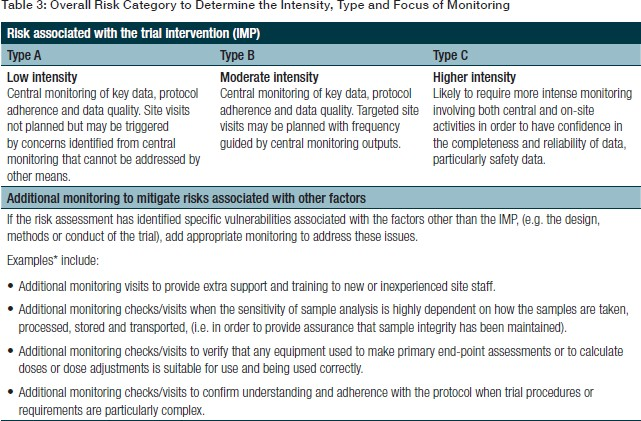 Table 3: Overall Risk Category to Determine the Intensity, Type and Focus of Monitoring
Risk associated with the trial intervention (IMP)
Type A
Type B
Type C
Low intensity
Central monitoring of key data, protocol
adherence and data quality. Site visits
not planned but may be triggered
by concerns identified from central
monitoring that cannot be addressed by
other means.
Moderate intensity
Central monitoring of key data, protocol
adherence and data quality. Targeted site
visits may be planned with frequency
guided by central monitoring outputs.
Higher intensity
Likely to require more intense monitoring
involving both central and on-site
activities in order to have confidence in
the completeness and reliability of data,
particularly safety data.
Additional monitoring to mitigate risks associated with other factors
If the risk assessment has identified specific vulnerabilities associated with the factors other than the IMP, (e.g. the design,
methods or conduct of the trial), add appropriate monitoring to address these issues.
Examples* include:
• Additional monitoring visits to provide extra support and training to new or inexperienced site staff.
• Additional monitoring checks/visits when the sensitivity of sample analysis is highly dependent on how the samples are taken,
processed, stored and transported, (i.e. in order to provide assurance that sample integrity has been maintained).
• Additional monitoring checks/visits to verify that any equipment used to make primary end-point assessments or to calculate
doses or dose adjustments is suitable for use and being used correctly.
• Additional monitoring checks/visits to confirm understanding and adherence with the protocol when trial procedures or
requirements are particularly complex.